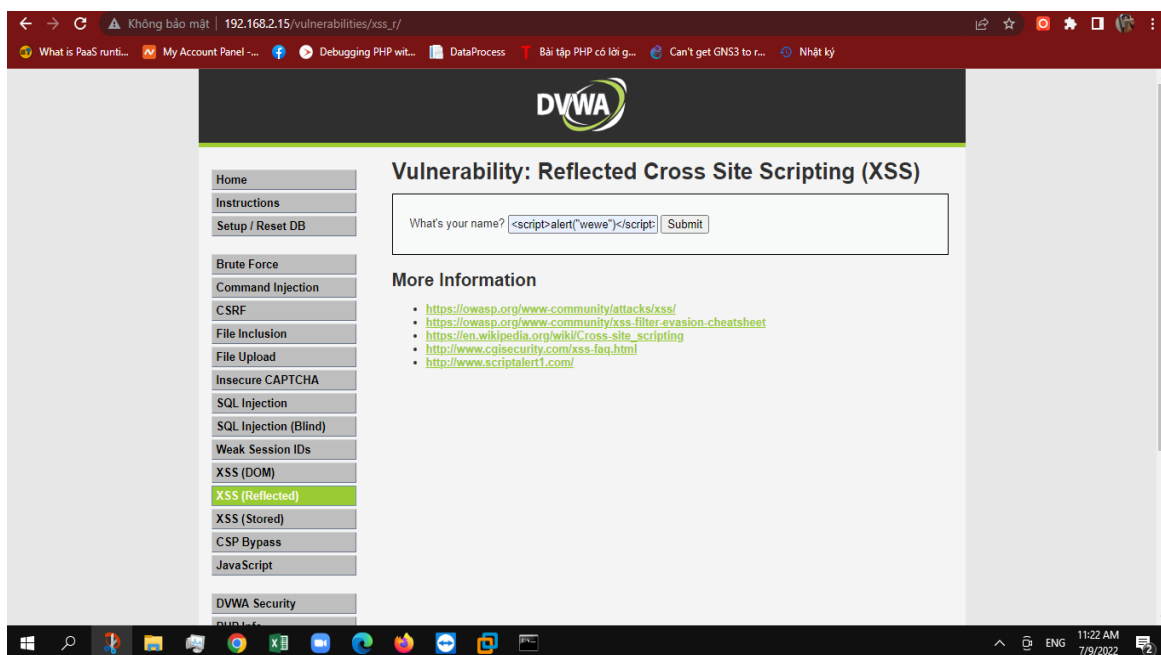 Không bảo mật | 192.168.2.15/vulnerabilities/xss_r/
What is PaaS runti... My Account Panel -... Debugging PHP wit... DataProcess Bài tập PHP có lời g... Can't get GNS3 to r... Nhật ký
DVWA
Vulnerability: Reflected Cross Site Scripting (XSS)
What's your name? <script>alert("wewe")</script> Submit
More Information
https://owasp.org/www-community/attacks/xss/
https://owasp.org/www-community/xss-filter-evasion-cheatsheet
https://en.wikipedia.org/wiki/Cross-site_scripting
http://www.cgisecurity.com/xss-faq.html
http://www.scriptalert1.com/
Home
Instructions
Setup / Reset DB
Brute Force
Command Injection
CSRF
File Inclusion
File Upload
Insecure CAPTCHA
SQL Injection
SQL Injection (Blind)
Weak Session IDs
XSS (DOM)
XSS (Reflected)
XSS (Stored)
CSP Bypass
JavaScript
DVWA Security
PHP Info
ENG
11:22 AM
7/9/2022
2